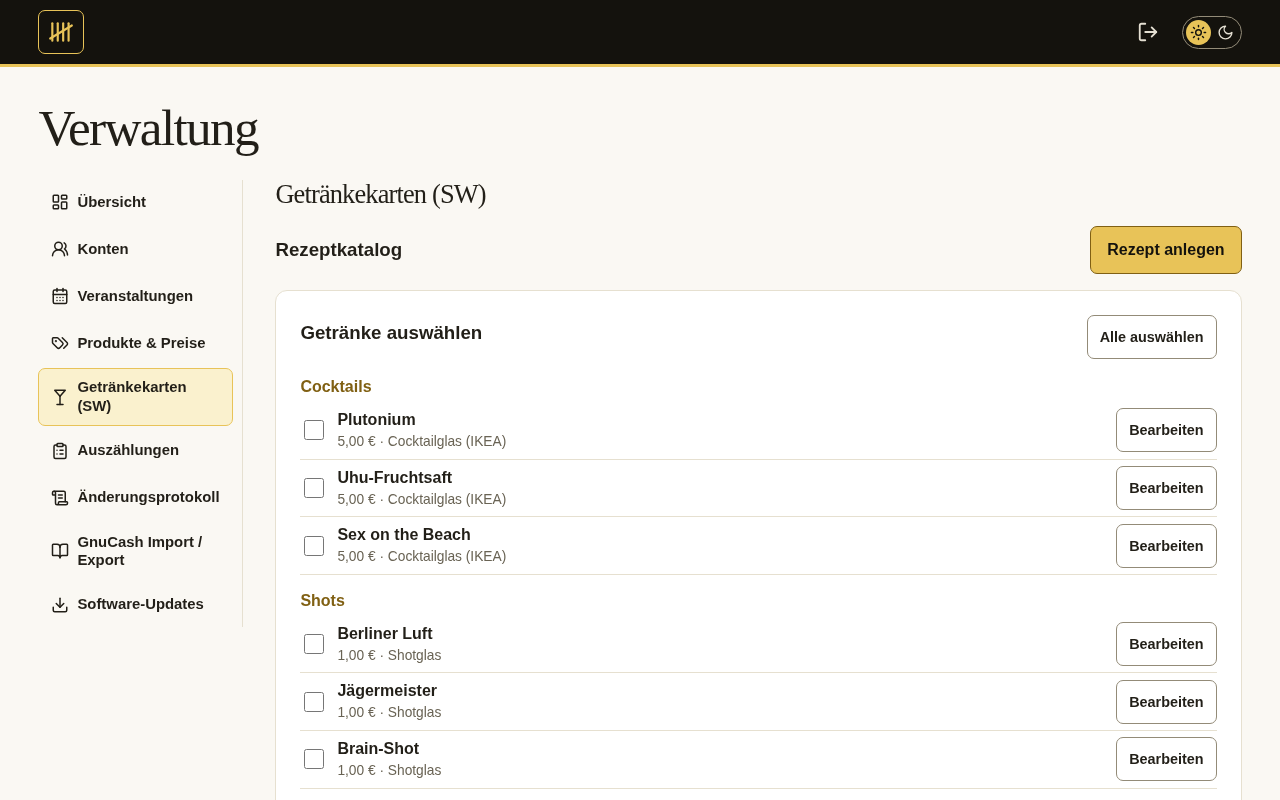 Verwaltung
Übersicht
Konten
Veranstaltungen
Produkte & Preise
Getränkekarten
(SW)
Auszählungen
Änderungsprotokoll
GnuCash Import /
Export
Software-Updates
Getränkekarten (SW)
Rezeptkatalog
Rezept anlegen
Getränke auswählen
Alle auswählen
Cocktails
Plutonium
5,00 € · Cocktailglas (IKEA)
Bearbeiten
Uhu-Fruchtsaft
5,00 € · Cocktailglas (IKEA)
Bearbeiten
Sex on the Beach
5,00 € · Cocktailglas (IKEA)
Bearbeiten
Shots
Berliner Luft
1,00 € · Shotglas
Bearbeiten
Jägermeister
1,00 € · Shotglas
Bearbeiten
Brain-Shot
1,00 € · Shotglas
Bearbeiten